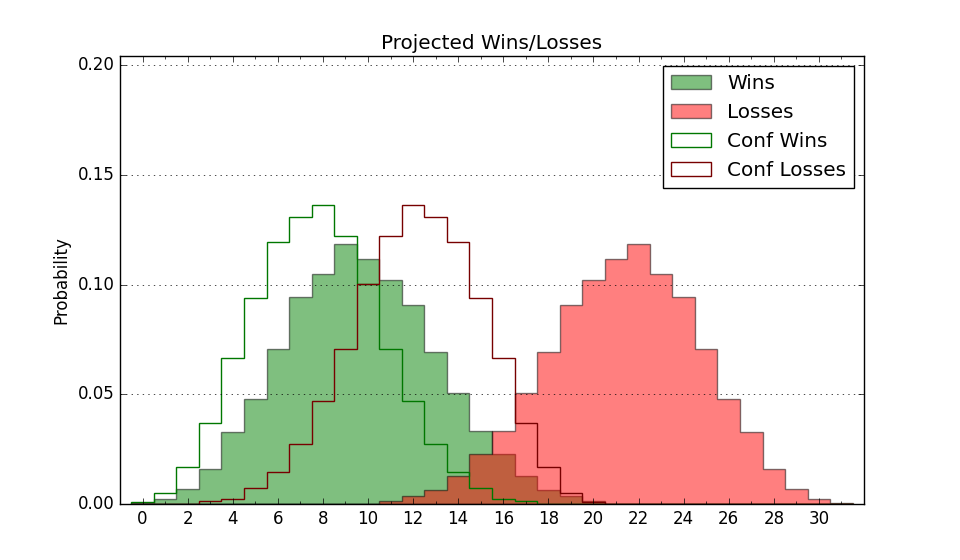 Projected Wins/Losses
0.20
0.15
0.10
0.05
0.00
Probability
Wins
Losses
Conf Wins
Conf Losses
0 2 4 6 8 10 12 14 16 18 20 22 24 26 28 30